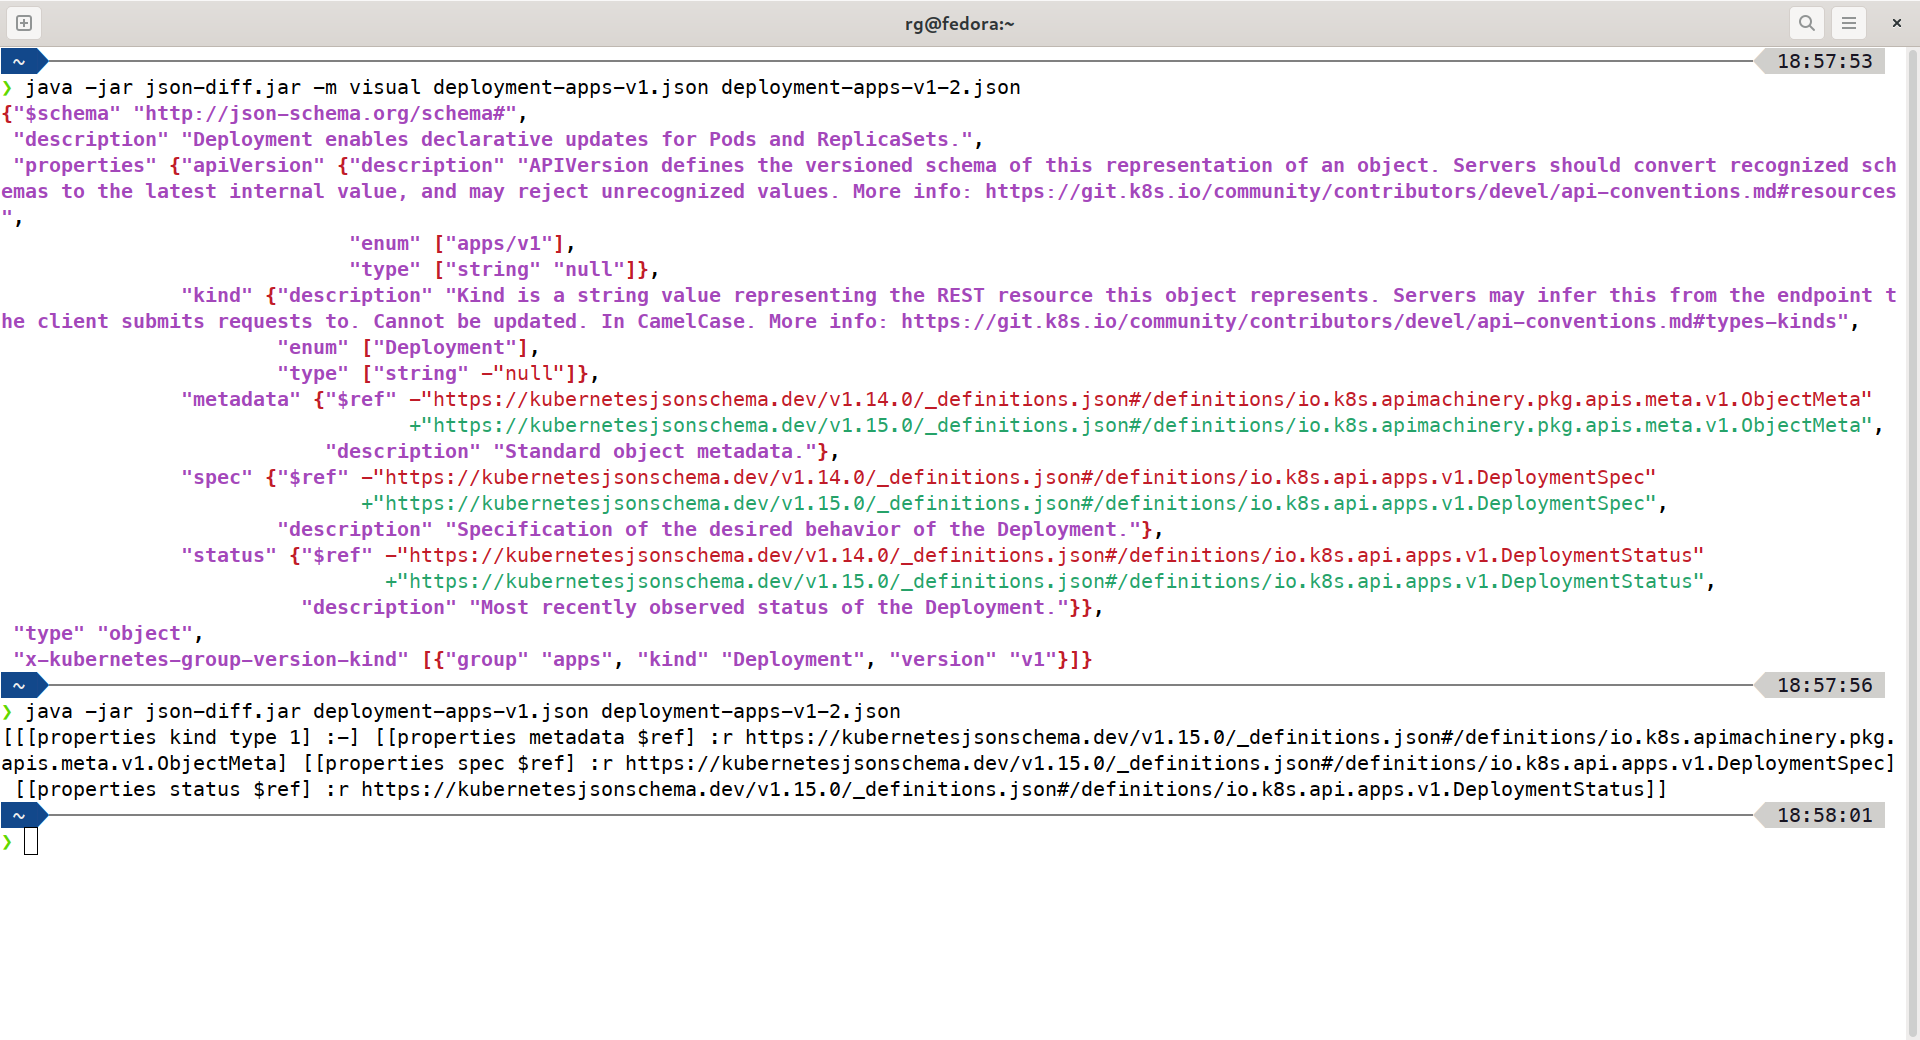 rg@fedora:~
~ 18:57:53
❯ java -jar json-diff.jar -m visual deployment-apps-v1.json deployment-apps-v1-2.json
{"$schema" "http://json-schema.org/schema#",
 "description" "Deployment enables declarative updates for Pods and ReplicaSets.",
 "properties" {"apiVersion" {"description" "APIVersion defines the versioned schema of this representation of an object. Servers should convert recognized sch
emas to the latest internal value, and may reject unrecognized values. More info: https://git.k8s.io/community/contributors/devel/api-conventions.md#resources
",
                             "enum" ["apps/v1"],
                             "type" ["string" "null"]},
               "kind" {"description" "Kind is a string value representing the REST resource this object represents. Servers may infer this from the endpoint t
he client submits requests to. Cannot be updated. In CamelCase. More info: https://git.k8s.io/community/contributors/devel/api-conventions.md#types-kinds",
                       "enum" ["Deployment"],
                       "type" ["string" -"null"]},
               "metadata" {"$ref" -"https://kubernetesjsonschema.dev/v1.14.0/_definitions.json#/definitions/io.k8s.apimachinery.pkg.apis.meta.v1.ObjectMeta"
                                  +"https://kubernetesjsonschema.dev/v1.15.0/_definitions.json#/definitions/io.k8s.apimachinery.pkg.apis.meta.v1.ObjectMeta",
                           "description" "Standard object metadata."},
               "spec" {"$ref" -"https://kubernetesjsonschema.dev/v1.14.0/_definitions.json#/definitions/io.k8s.api.apps.v1.DeploymentSpec"
                              +"https://kubernetesjsonschema.dev/v1.15.0/_definitions.json#/definitions/io.k8s.api.apps.v1.DeploymentSpec",
                       "description" "Specification of the desired behavior of the Deployment."},
               "status" {"$ref" -"https://kubernetesjsonschema.dev/v1.14.0/_definitions.json#/definitions/io.k8s.api.apps.v1.DeploymentStatus"
                                +"https://kubernetesjsonschema.dev/v1.15.0/_definitions.json#/definitions/io.k8s.api.apps.v1.DeploymentStatus",
                         "description" "Most recently observed status of the Deployment."}},
 "type" "object",
 "x-kubernetes-group-version-kind" [{"group" "apps", "kind" "Deployment", "version" "v1"}]}
~ 18:57:56
❯ java -jar json-diff.jar deployment-apps-v1.json deployment-apps-v1-2.json
[[[properties kind type 1] :-] [[properties metadata $ref] :r https://kubernetesjsonschema.dev/v1.15.0/_definitions.json#/definitions/io.k8s.apimachinery.pkg.
apis.meta.v1.ObjectMeta] [[properties spec $ref] :r https://kubernetesjsonschema.dev/v1.15.0/_definitions.json#/definitions/io.k8s.api.apps.v1.DeploymentSpec]
 [[properties status $ref] :r https://kubernetesjsonschema.dev/v1.15.0/_definitions.json#/definitions/io.k8s.api.apps.v1.DeploymentStatus]]
~ 18:58:01
❯